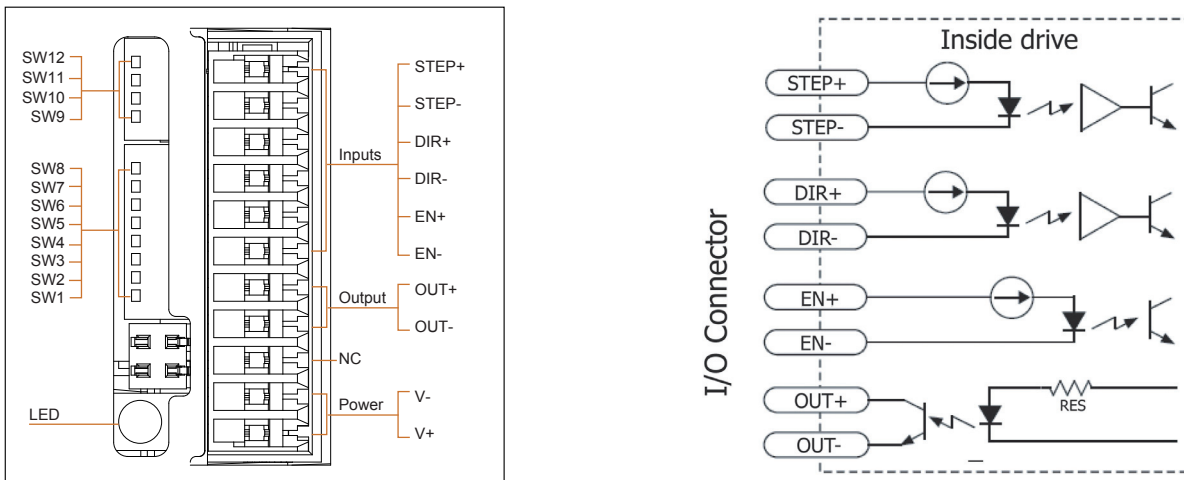 SW12
SW11
SW10
SW9
SW8
SW7
SW6
SW5
SW4
SW3
SW2
SW1
LED
STEP+
STEP-
DIR+
Inputs
DIR-
EN+
EN-
Output
OUT+
OUT-
NC
Power
V-
V+
Inside drive
I/O Connector
STEP+
STEP-
DIR+
DIR-
EN+
EN-
OUT+
RES
OUT-